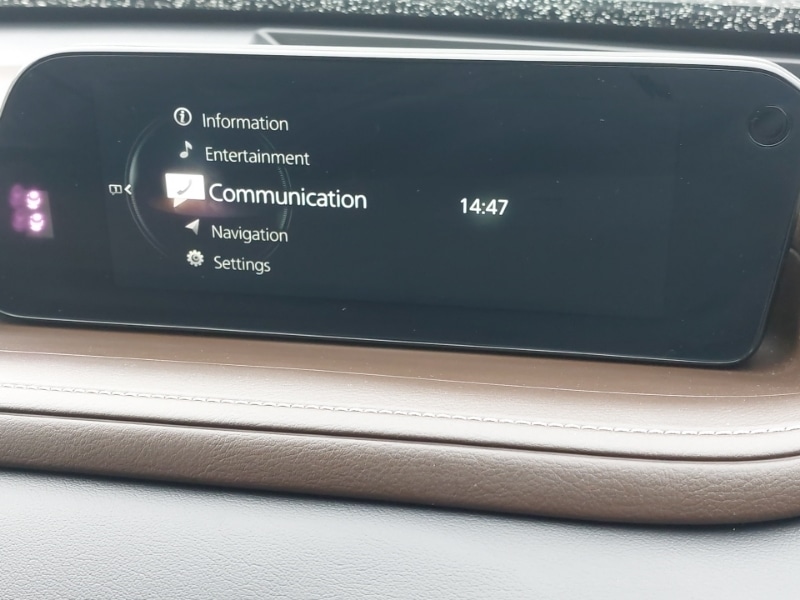 Information
Entertainment
Communication
14:47
Navigation
Settings